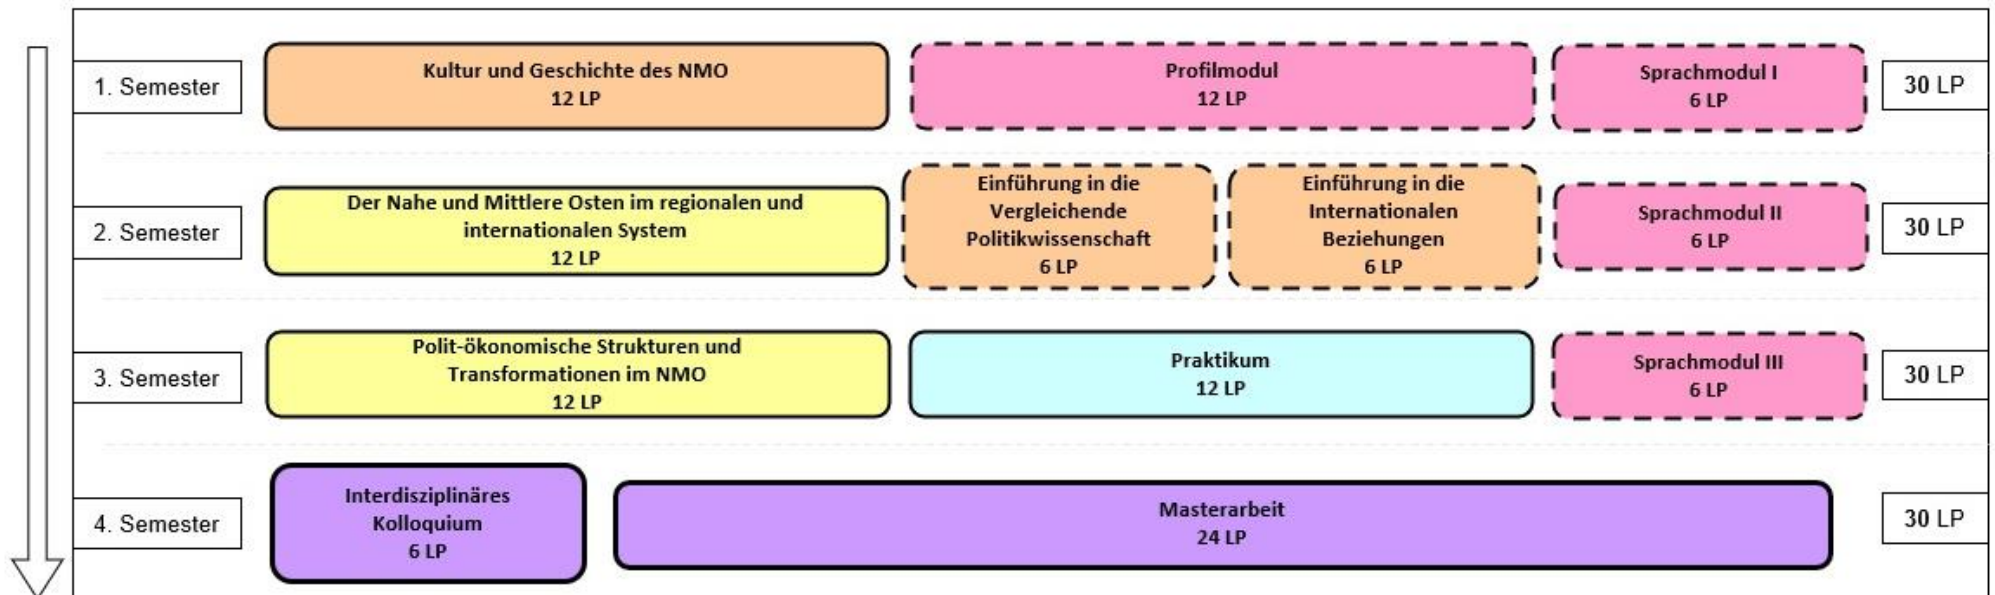 1. Semester
Kultur und Geschichte des NMO
12 LP
Profilmodul
12 LP
Sprachmodul I
6 LP
30 LP
2. Semester
Der Nahe und Mittlere Osten im regionalen und
internationalen System
12 LP
Einführung in die
Vergleichende
Politikwissenschaft
6 LP
Einführung in die
Internationalen
Beziehungen
6 LP
Sprachmodul II
6 LP
30 LP
3. Semester
Polit-ökonomische Strukturen und
Transformationen im NMO
12 LP
Praktikum
12 LP
Sprachmodul III
6 LP
30 LP
4. Semester
Interdisziplinäres
Kolloquium
6 LP
Masterarbeit
24 LP
30 LP